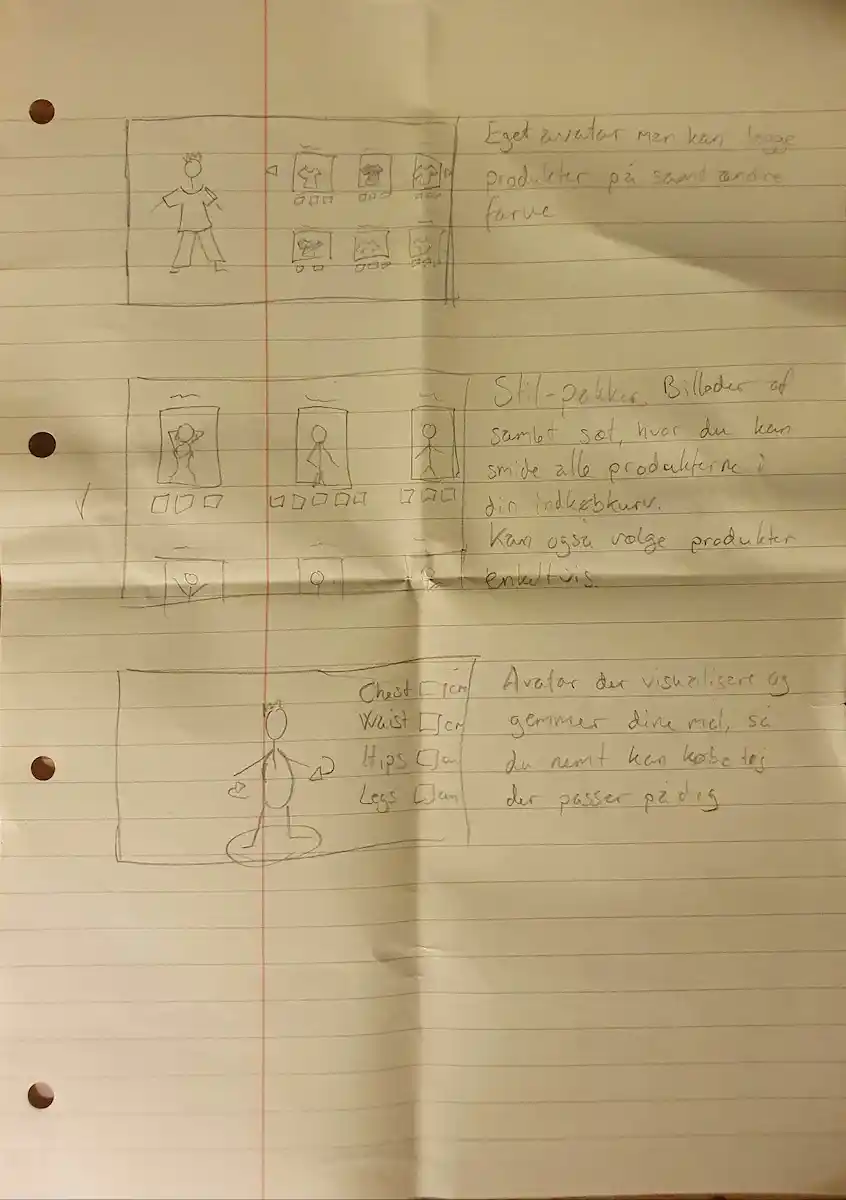 Eget avatar man kan lægge
produkter på samt ændre
farve
Stil-pakker. Billeder af
samlet sæt, hvor du kan
smide alle produkterne i
din indkøbkurv.
Kan også vælge produkter
enkeltvis.
Chest cm
Waist cm
Hips cm
Legs cm
Avatar der visualisere og
gemmer dine mål, så
du nemt kan købe tøj
der passer på dig